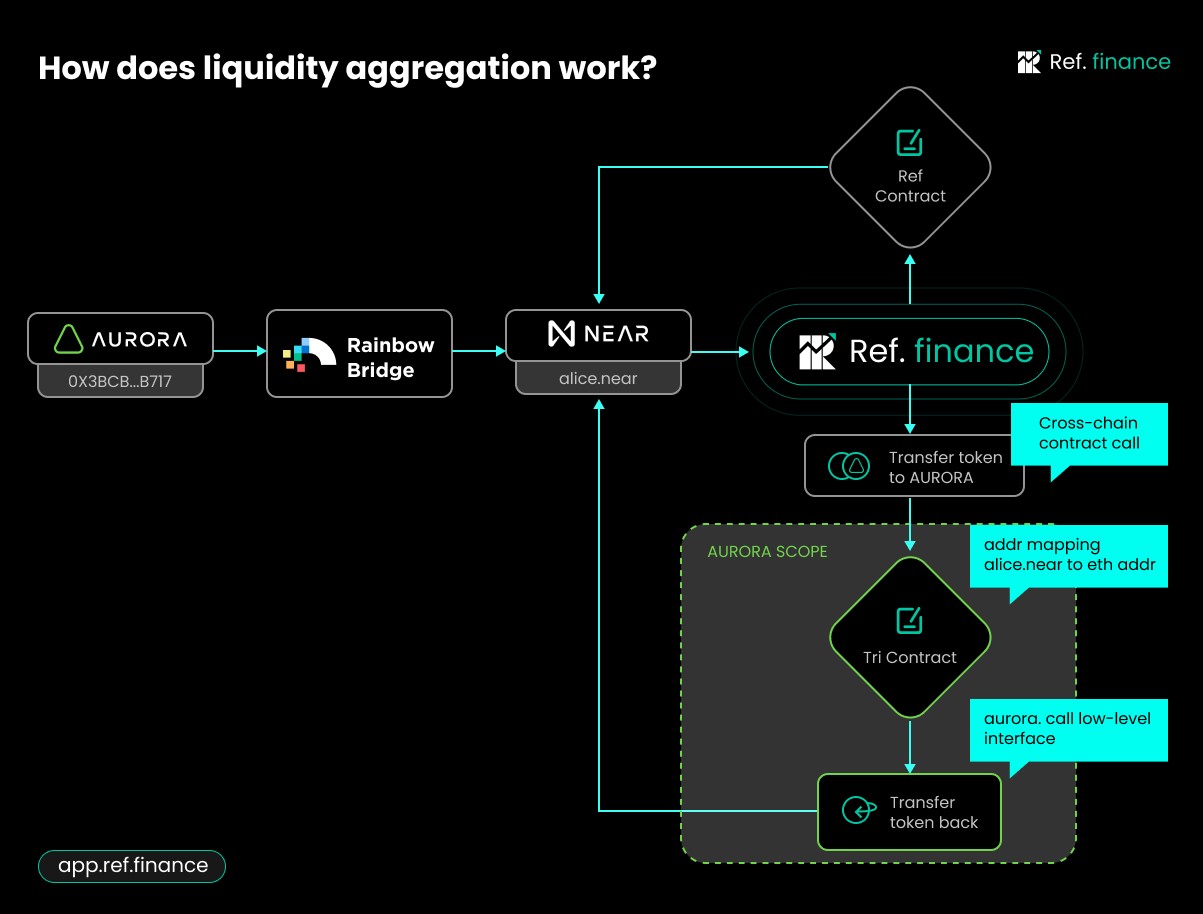 How does liquidity aggregation work?
Ref. finance
Ref
Contract
AURORA
0X3BCB...B717
Rainbow
Bridge
NEAR
alice.near
Ref. finance
Cross-chain
contract call
Transfer token
to AURORA
AURORA SCOPE
addr mapping
alice.near to eth addr
Tri Contract
aurora. call low-level
interface
Transfer
token back
app.ref.finance